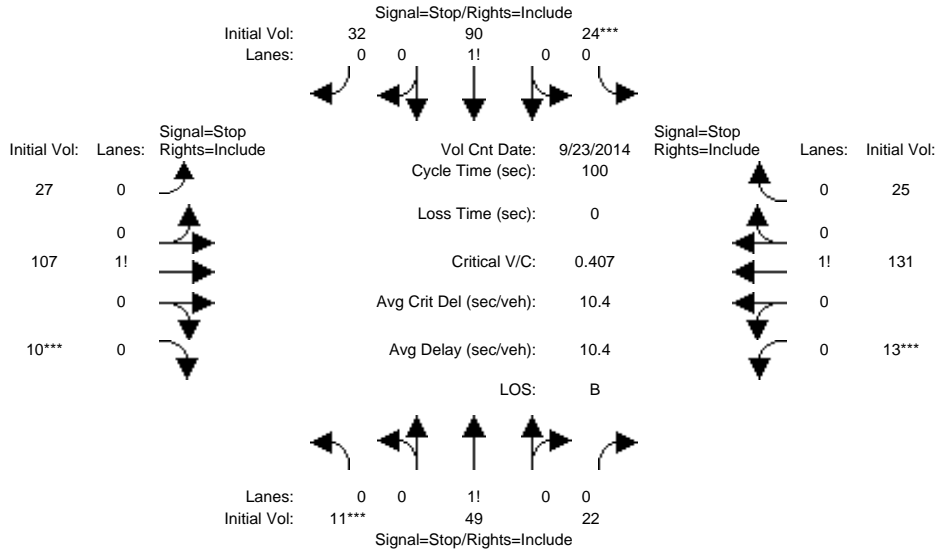 Signal=Stop/Rights=Include
Initial Vol: 32 90 24***
Lanes: 0 0 1! 0 0
Signal=Stop Signal=Stop
Initial Vol: Lanes: Rights=Include Vol Cnt Date: 9/23/2014 Rights=Include Lanes: Initial Vol:
Cycle Time (sec): 100
27 0 0 25
Loss Time (sec): 0
0 0
107 1! Critical V/C: 0.407 1! 131
0 Avg Crit Del (sec/veh): 10.4 0
10*** 0 Avg Delay (sec/veh): 10.4 0 13***
LOS: B
Lanes: 0 0 1! 0 0
Initial Vol: 11*** 49 22
Signal=Stop/Rights=Include